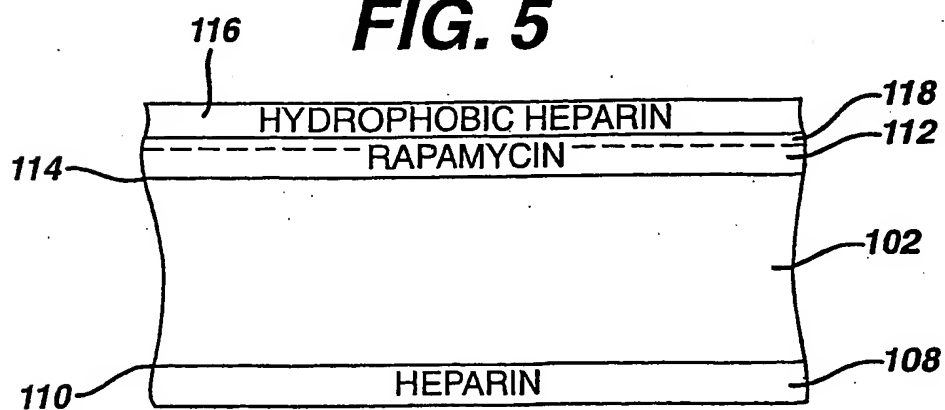 FIG. 5
116
HYDROPHOBIC HEPARIN
118
RAPAMYCIN
112
114
102
110
HEPARIN
108